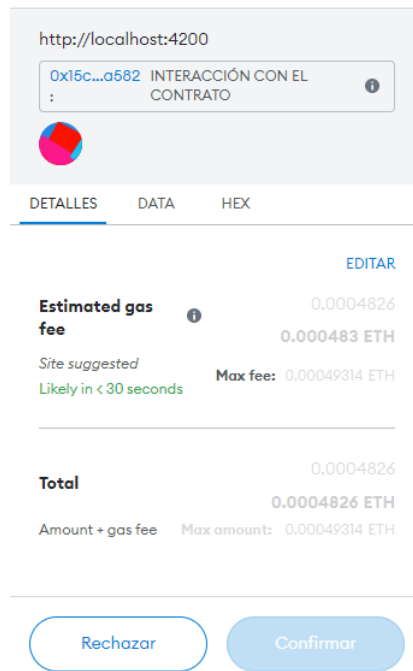 http://localhost:4200
0x15c...a582 INTERACCIÓN CON EL
: CONTRATO
DETALLES DATA HEX
EDITAR
0.0004826
Estimated gas
fee
0.000483 ETH
Site suggested
Max fee: 0.00049314 ETH
Likely in < 30 seconds
0.0004826
Total
0.0004826 ETH
Amount + gas fee Max amount: 0.00049314 ETH
Rechazar Confirmar